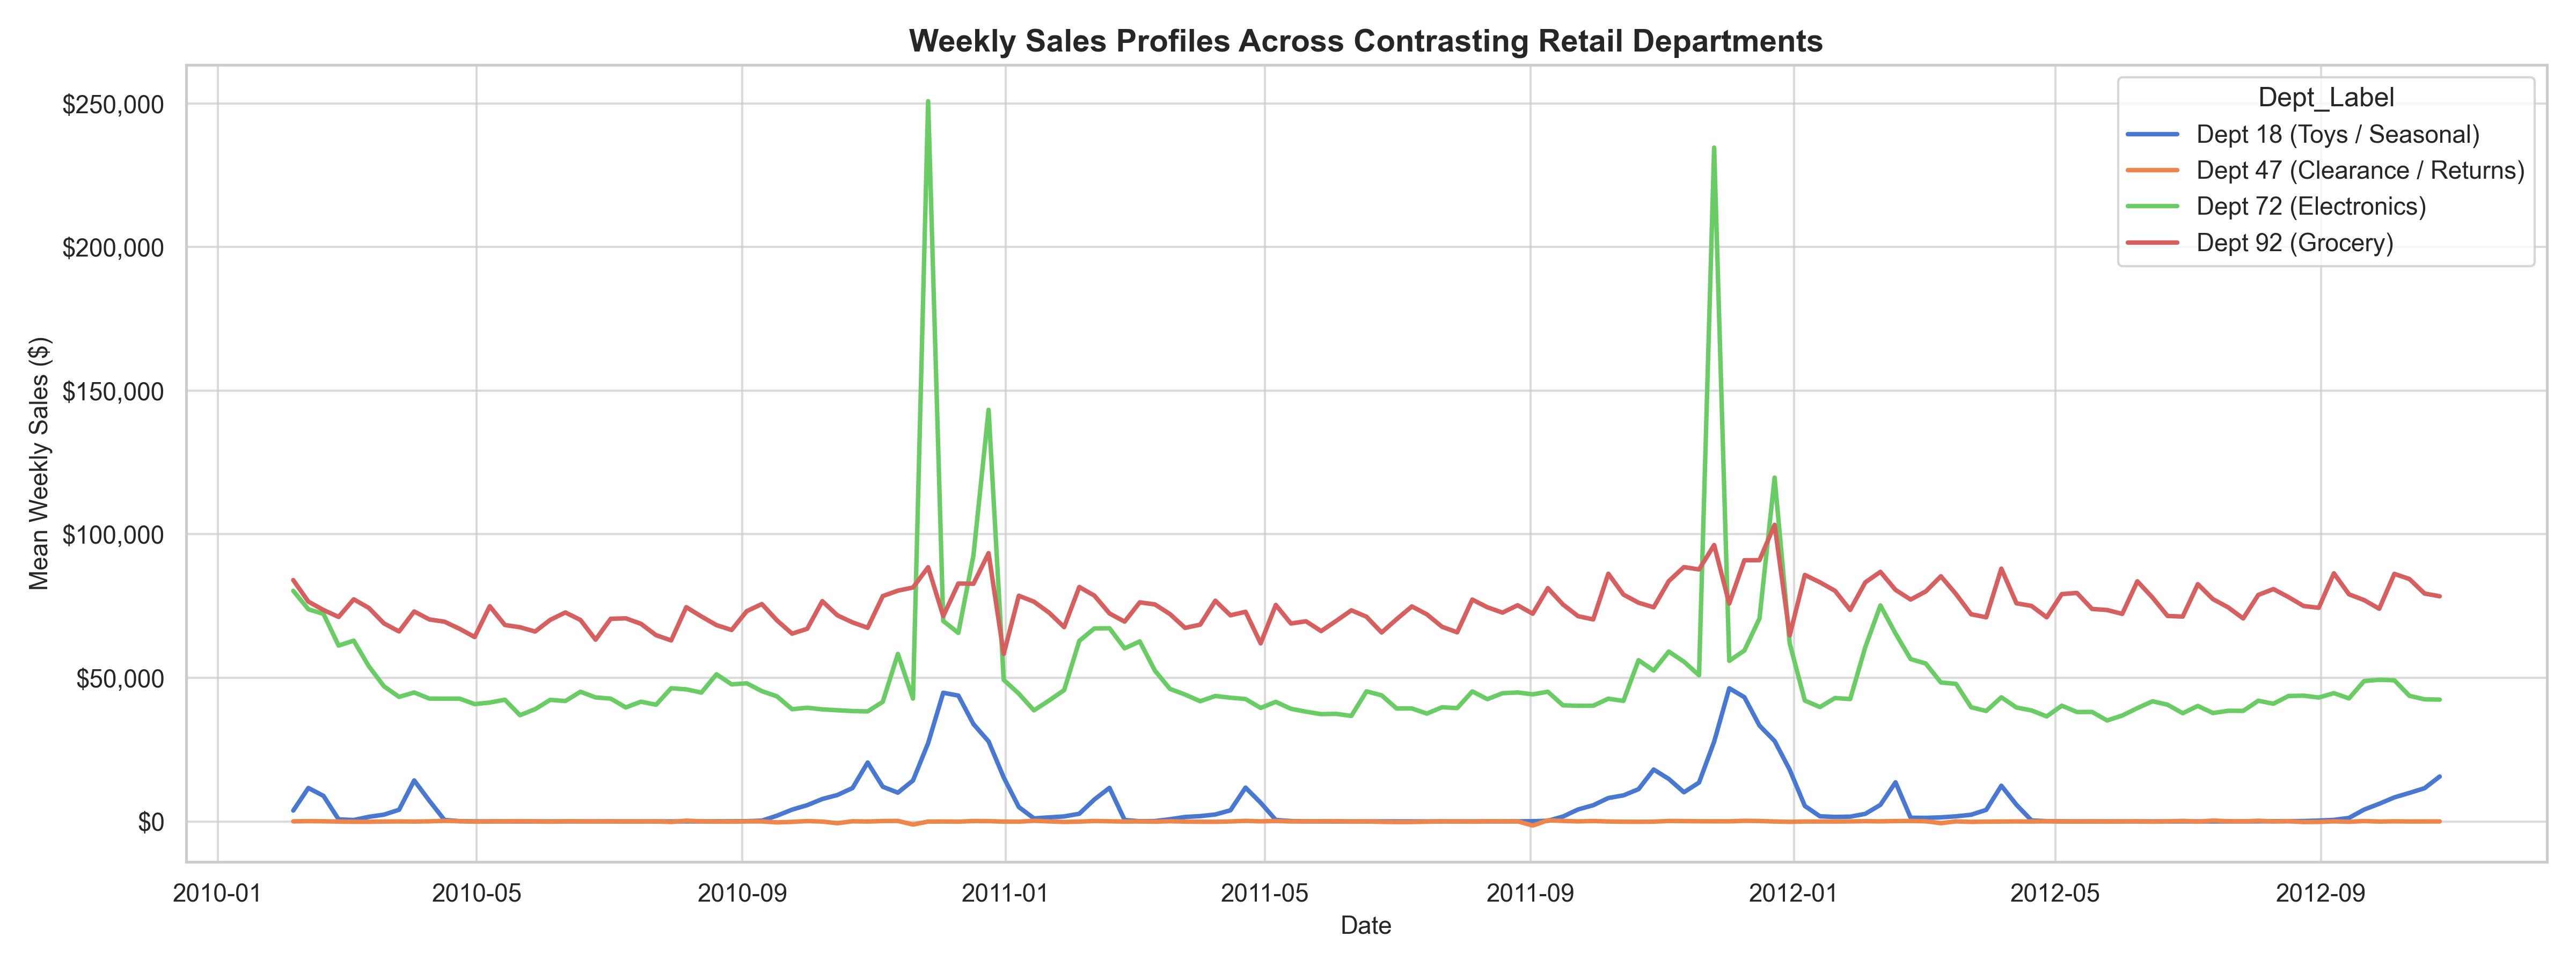 Weekly Sales Profiles Across Contrasting Retail Departments
Dept_Label
Dept 18 (Toys / Seasonal)
Dept 47 (Clearance / Returns)
Dept 72 (Electronics)
Dept 92 (Grocery)
Mean Weekly Sales ($)
$250,000
$200,000
$150,000
$100,000
$50,000
$0
2010-01 2010-05 2010-09 2011-01 2011-05 2011-09 2012-01 2012-05 2012-09
Date